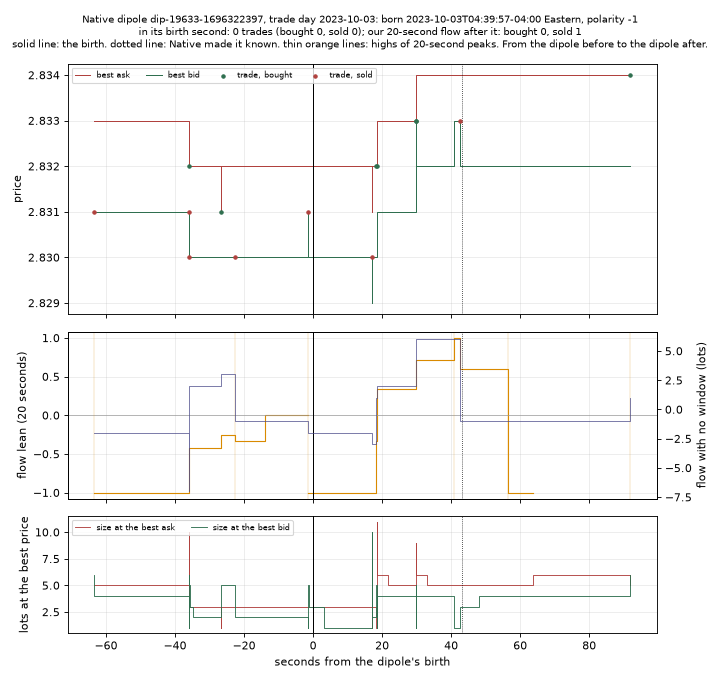 Native dipole dip-19633-1696322397, trade day 2023-10-03: born 2023-10-03T04:39:57-04:00 Eastern, polarity -1
in its birth second: 0 trades (bought 0, sold 0); our 20-second flow after it: bought 0, sold 1
solid line: the birth. dotted line: Native made it known. thin orange lines: highs of 20-second peaks. From the dipole before to the dipole after.
best ask
best bid
trade, bought
trade, sold
2.834
2.833
2.832
2.831
2.830
2.829
price
1.0
0.5
0.0
−0.5
−1.0
flow lean (20 seconds)
5.0
2.5
0.0
−2.5
−5.0
−7.5
flow with no window (lots)
size at the best ask
size at the best bid
10.0
7.5
5.0
2.5
lots at the best price
−60
−40
−20
0
20
40
60
80
seconds from the dipole's birth